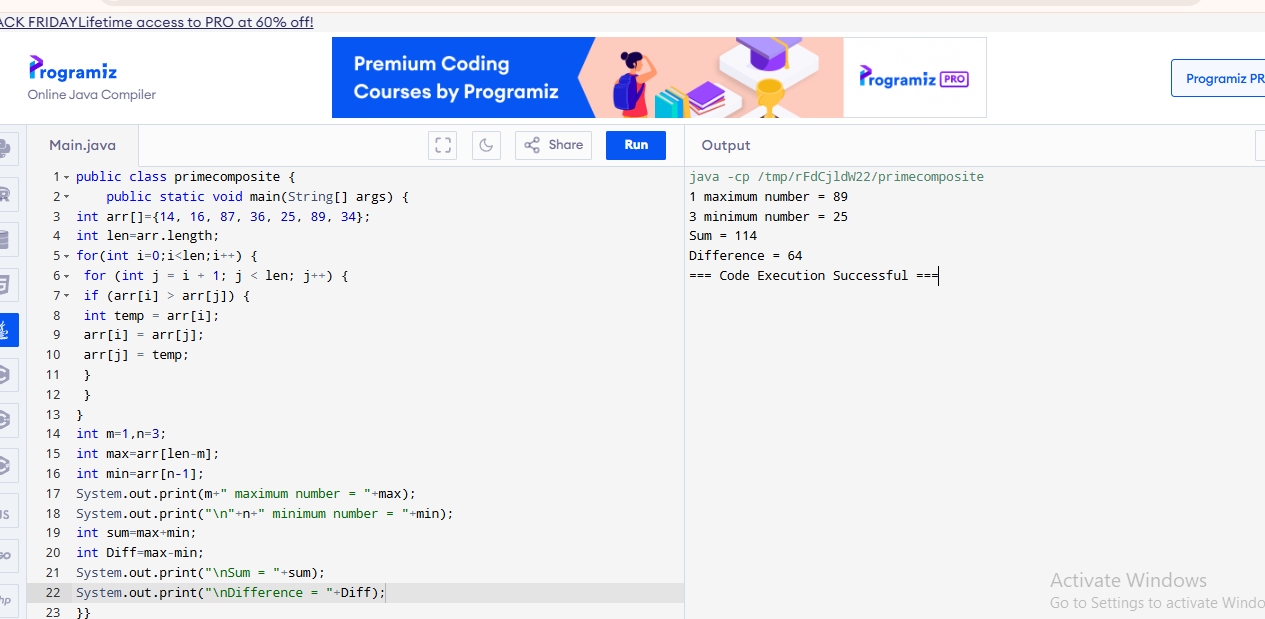 ACK FRIDAYLifetime access to PRO at 60% off!
Programiz
Online Java Compiler
Premium Coding
Courses by Programiz
Programiz PRO
Programiz PR
Main.java
Share
Run
Output
1 public class primecomposite {
2 public static void main(String[] args) {
3 int arr[]={14, 16, 87, 36, 25, 89, 34};
4 int len=arr.length;
5 for(int i=0;i<len;i++) {
6 for (int j = i + 1; j < len; j++) {
7 if (arr[i] > arr[j]) {
8 int temp = arr[i];
9 arr[i] = arr[j];
10 arr[j] = temp;
11 }
12 }
13 }
14 int m=1,n=3;
15 int max=arr[len-m];
16 int min=arr[n-1];
17 System.out.print(m+" maximum number = "+max);
18 System.out.print("\n"+n+" minimum number = "+min);
19 int sum=max+min;
20 int Diff=max-min;
21 System.out.print("\nSum = "+sum);
22 System.out.print("\nDifference = "+Diff);
23 }}
java -cp /tmp/rFdCjldW22/primecomposite
1 maximum number = 89
3 minimum number = 25
Sum = 114
Difference = 64
=== Code Execution Successful ===
Activate Windows
Go to Settings to activate Windo